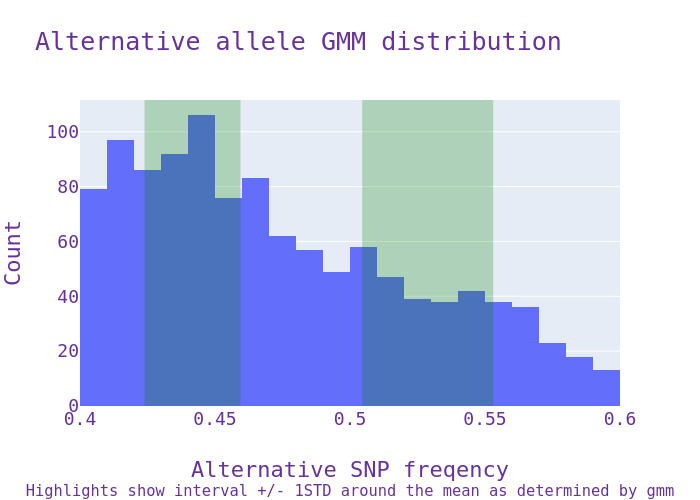 Alternative allele GMM distribution
100
80
60
40
20
0
Count
0.4 0.45 0.5 0.55 0.6
Alternative SNP freqency
Highlights show interval +/- 1STD around the mean as determined by gmm